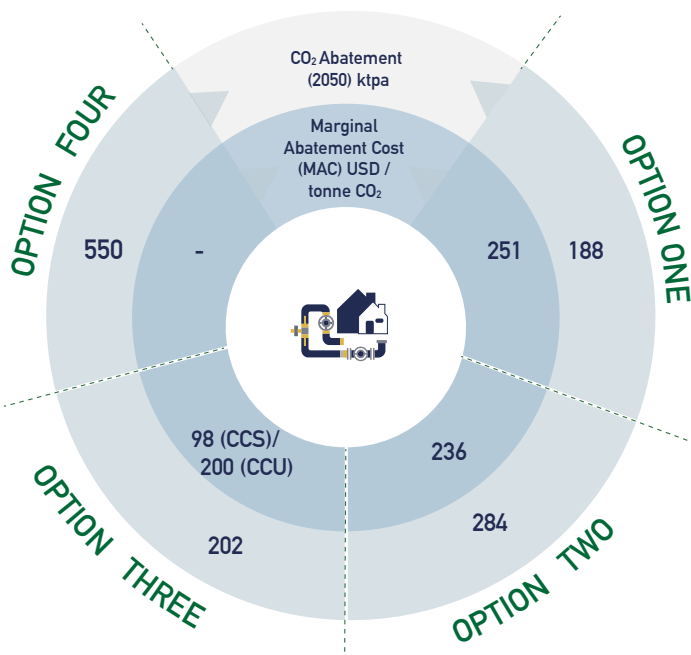 CO₂ Abatement
(2050) ktpa
Marginal
Abatement Cost
(MAC) USD /
tonne CO₂
OPTION ONE
251
188
OPTION TWO
236
284
OPTION THREE
98 (CCS)/
200 (CCU)
202
OPTION FOUR
550
-